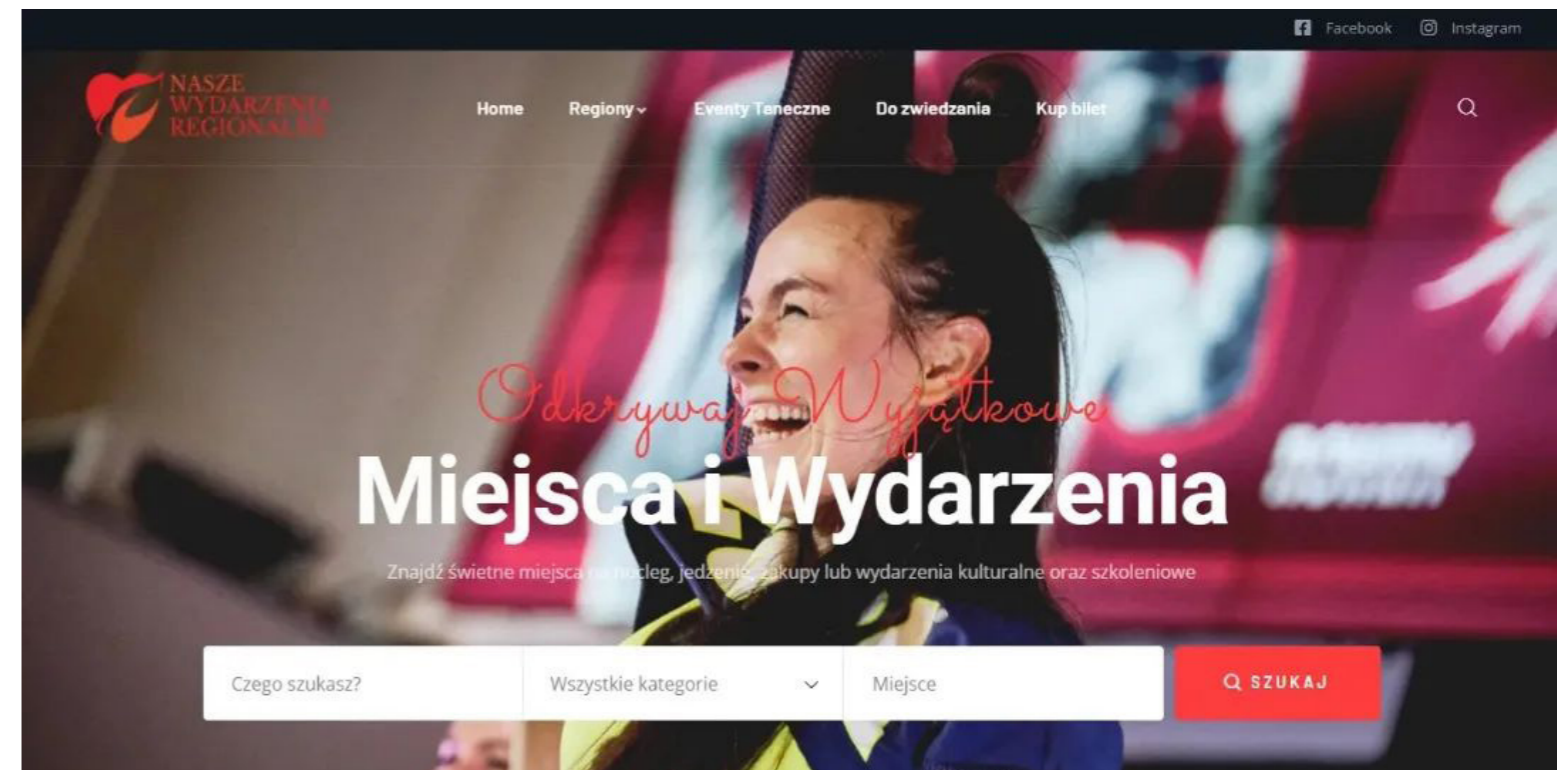 Facebook Instagram
NASZE
WYDARZENIA
REGIONALNE
Home Regiony Eventy Taneczne Do zwiedzania Kup bilet
Odkrywaj Wyjątkowe
Miejsca i Wydarzenia
Znajdź świetne miejsca na nocleg, jedzenie, zakupy lub wydarzenia kulturalne oraz szkoleniowe
Czego szukasz? Wszystkie kategorie Miejsce SZUKAJ